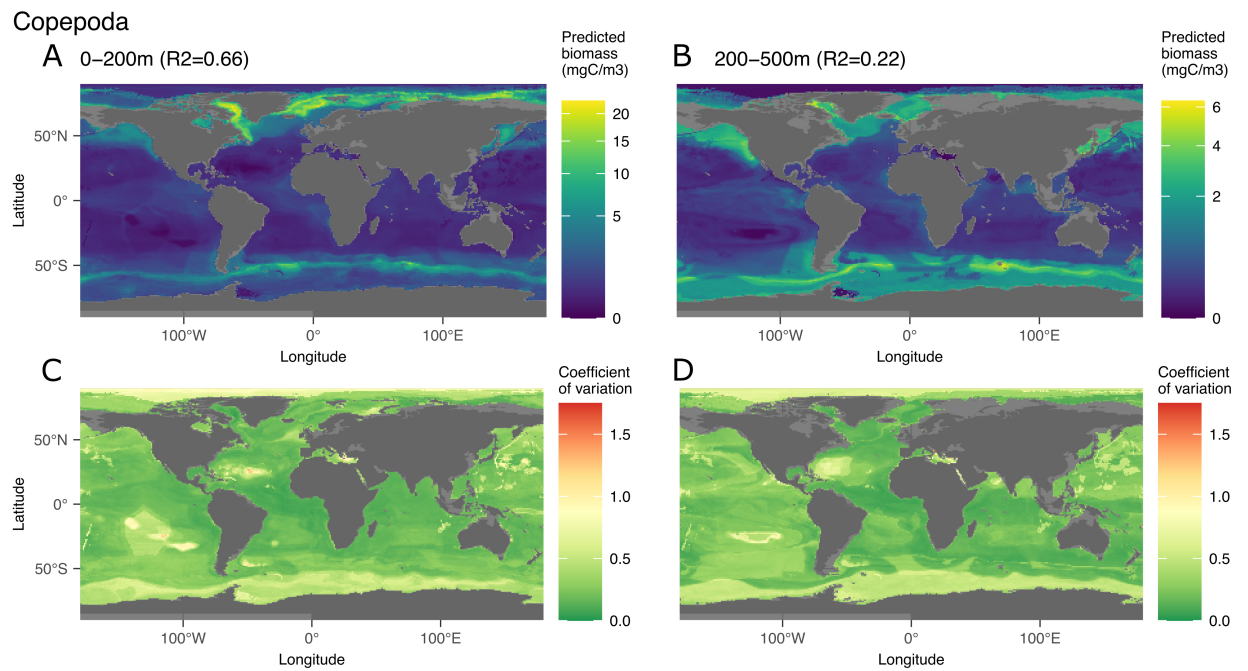 Copepoda
A 0−200m (R2=0.66)
Predicted
biomass
(mgC/m3)
20
15
10
5
0
50°N
0°
50°S
Latitude
100°W 0° 100°E
Longitude
B 200−500m (R2=0.22)
Predicted
biomass
(mgC/m3)
6
4
2
0
100°W 0° 100°E
Longitude
C
Coefficient
of variation
1.5
1.0
0.5
0.0
50°N
0°
50°S
Latitude
100°W 0° 100°E
Longitude
D
Coefficient
of variation
1.5
1.0
0.5
0.0
100°W 0° 100°E
Longitude